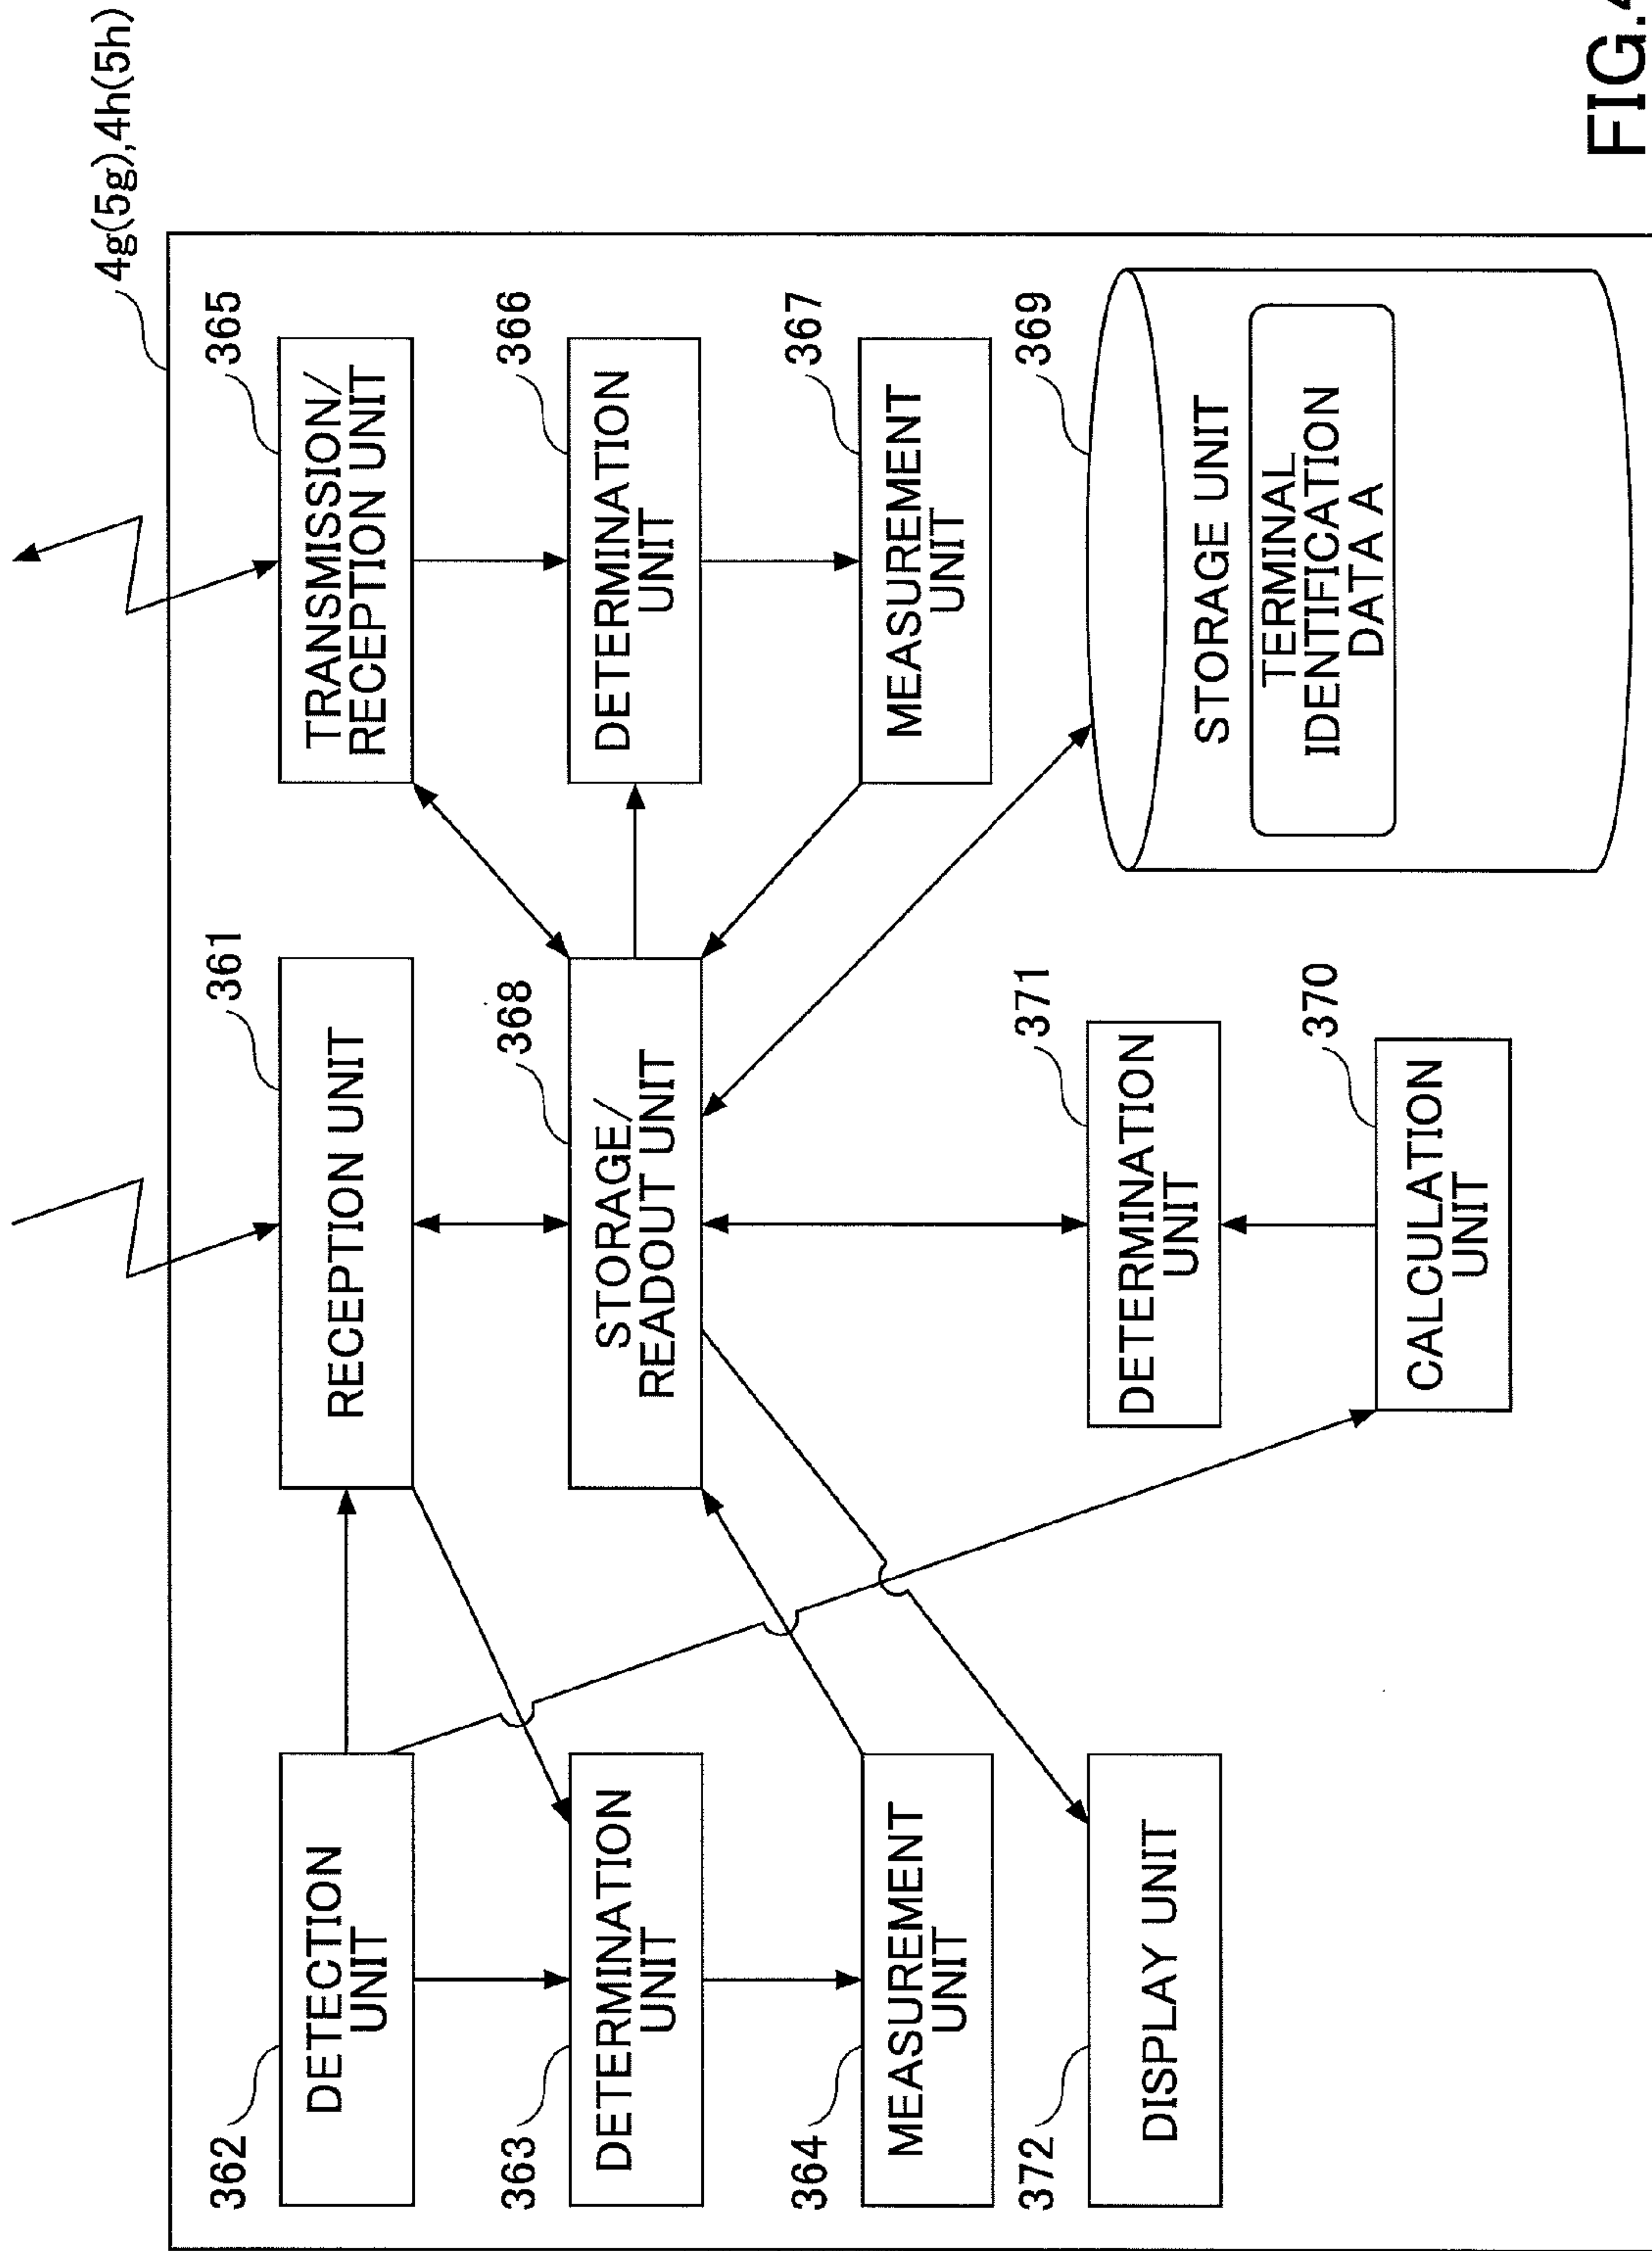 4g(5g),4h(5h)
362
DETECTION
UNIT
361
RECEPTION UNIT
365
TRANSMISSION/
RECEPTION UNIT
363
DETERMINATION
UNIT
368
STORAGE/
READOUT UNIT
366
DETERMINATION
UNIT
364
MEASUREMENT
UNIT
367
MEASUREMENT
UNIT
372
DISPLAY UNIT
371
DETERMINATION
UNIT
370
CALCULATION
UNIT
369
STORAGE UNIT
TERMINAL
IDENTIFICATION
DATA A